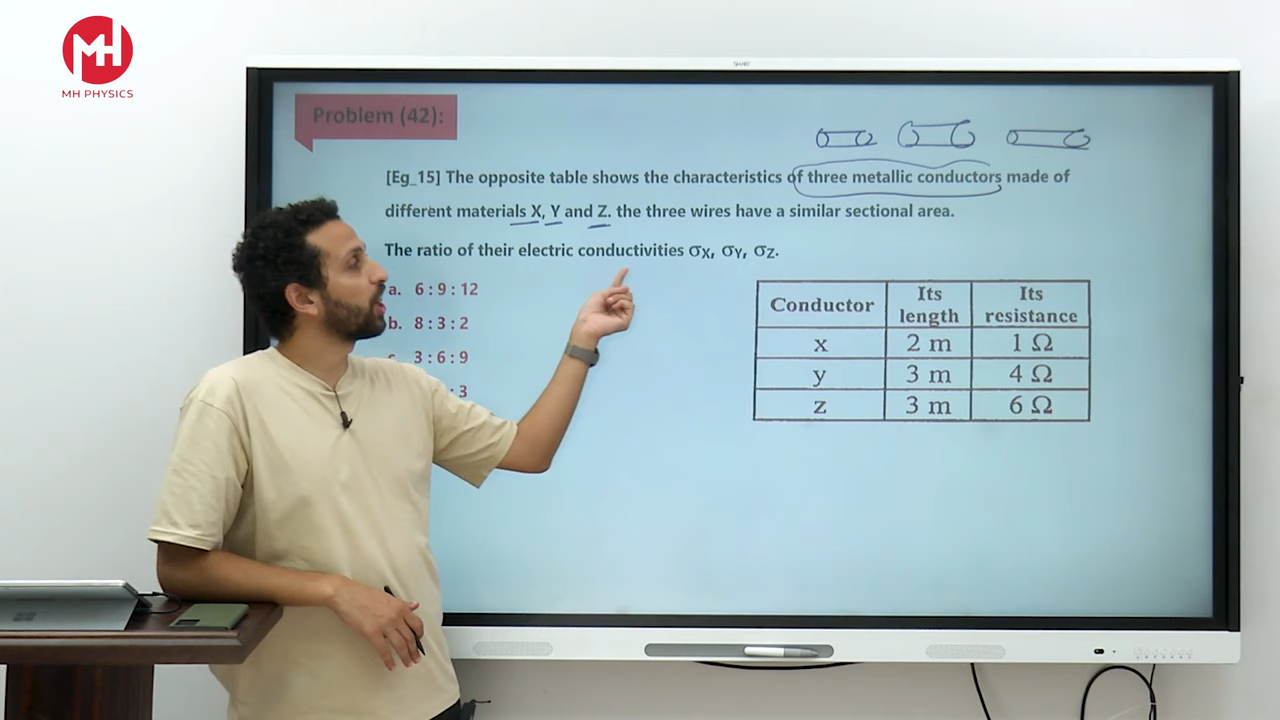 MH
MH PHYSICS
SMART
Problem (42):
[Eg_15] The opposite table shows the characteristics of three metallic conductors made of
different materials X, Y and Z. the three wires have a similar sectional area.
The ratio of their electric conductivities σX, σY, σZ.
a. 6 : 9 : 12
b. 8 : 3 : 2
c. 3 : 6 : 9
: 3
Conductor Its length Its resistance
x 2 m 1 Ω
y 3 m 4 Ω
z 3 m 6 Ω